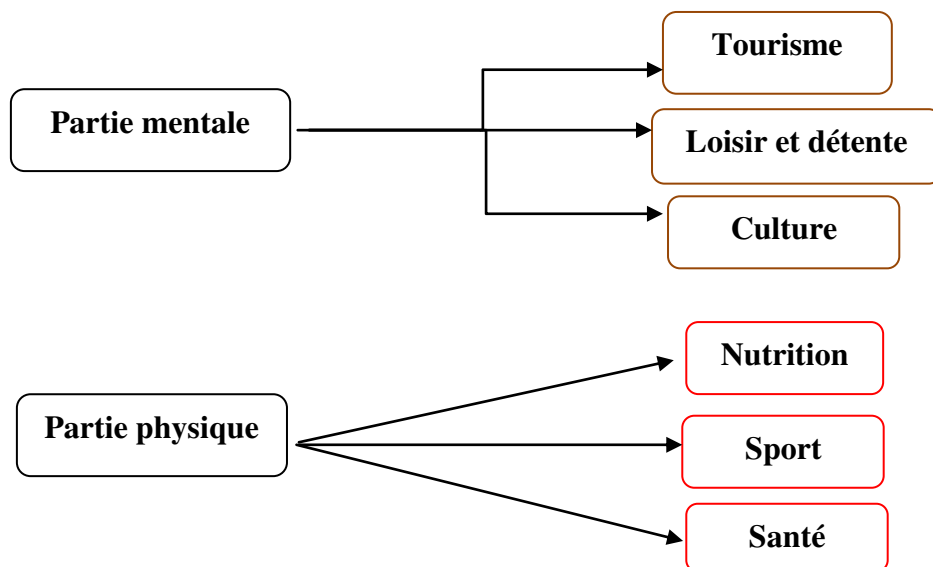 Partie mentale
Tourisme
Loisir et détente
Culture
Partie physique
Nutrition
Sport
Santé